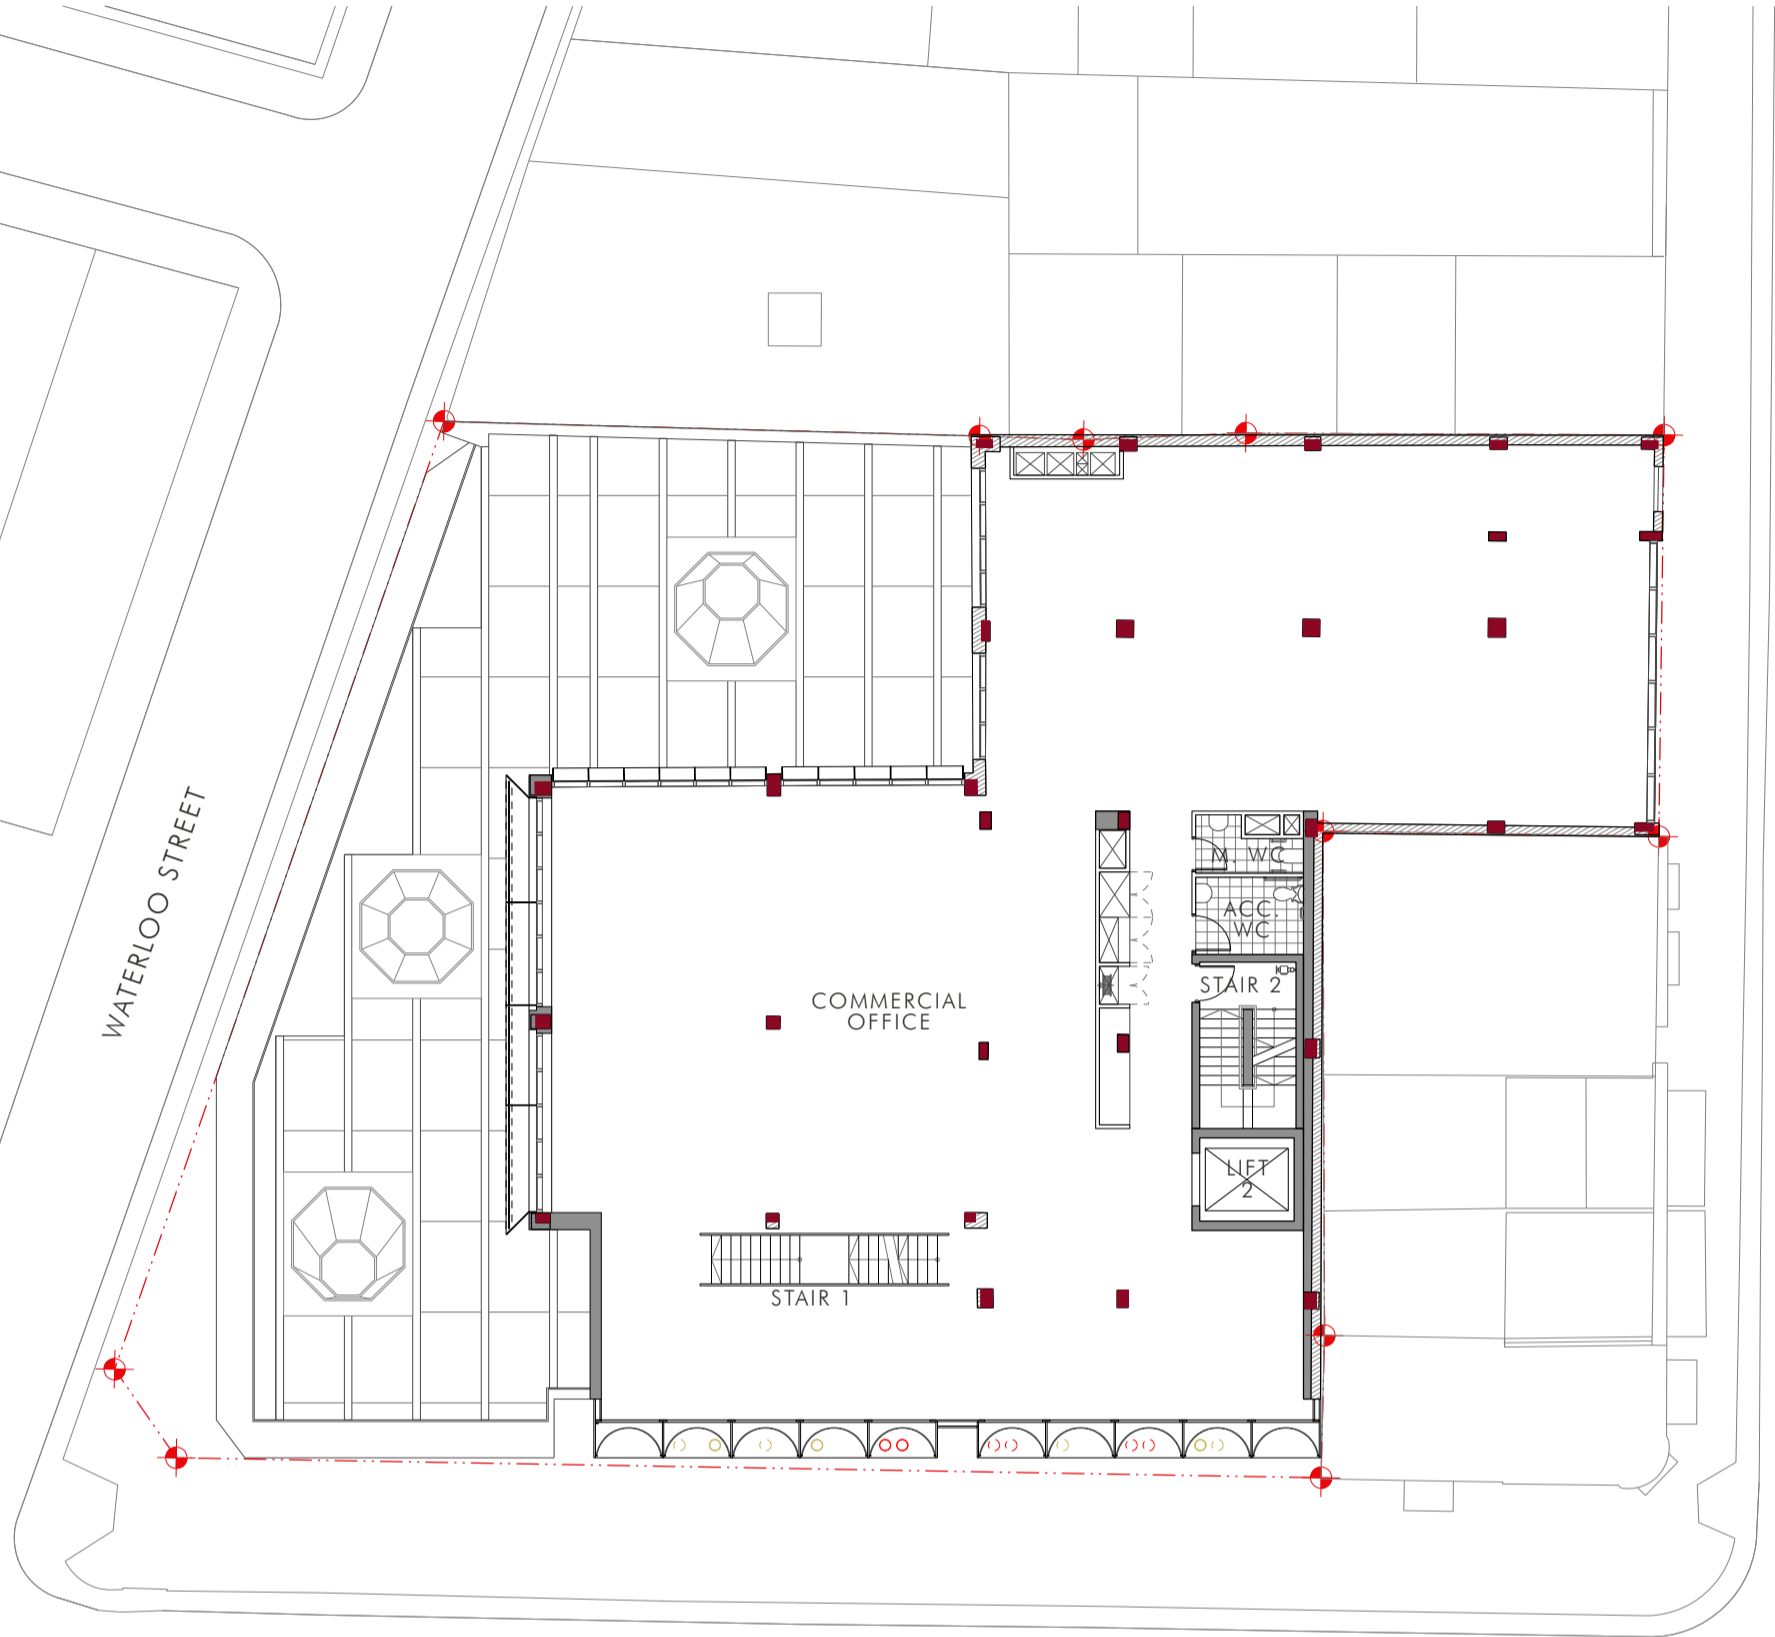 WATERLOO STREET
M. WC
ACC.
WC
STAIR 2
COMMERCIAL
OFFICE
LIFT
2
STAIR 1